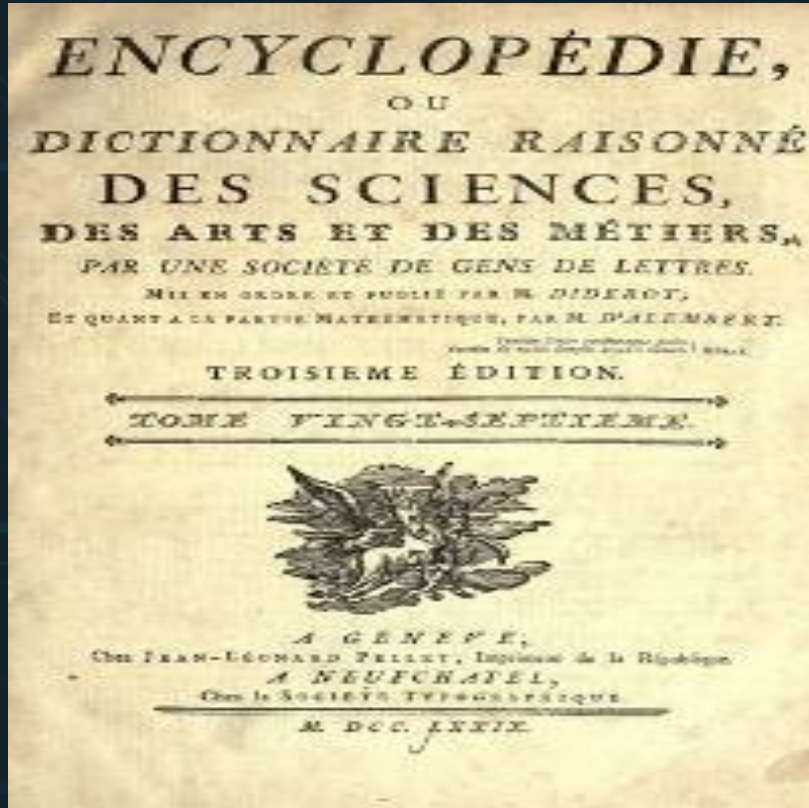 ENCYCLOPÉDIE,
OU
DICTIONNAIRE RAISONNÉ
DES SCIENCES,
DES ARTS ET DES MÉTIERS,
PAR UNE SOCIÉTÉ DE GENS DE LETTRES.
MIS EN ORDRE ET PUBLIÉ PAR M. DIDEROT;
ET QUANT A LA PARTIE MATHÉMATIQUE, PAR M. D'ALEMBERT.
TROISIEME ÉDITION.
TOME VINGT-SEPTIEME.
A GENEVE,
Chez JEAN-LÉONARD PELLET, Imprimeur de la République.
A NEUFCHATEL,
Chez la SOCIÉTÉ TYPOGRAPHIQUE.
M. DCC. LXXIX.